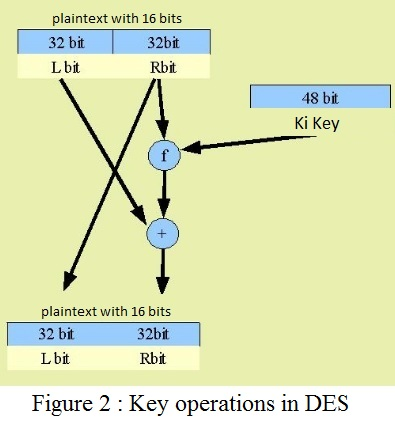 plaintext with 16 bits
32 bit 32bit
L bit Rbit
48 bit
Ki Key
f
+
plaintext with 16 bits
32 bit 32bit
L bit Rbit
Figure 2 : Key operations in DES